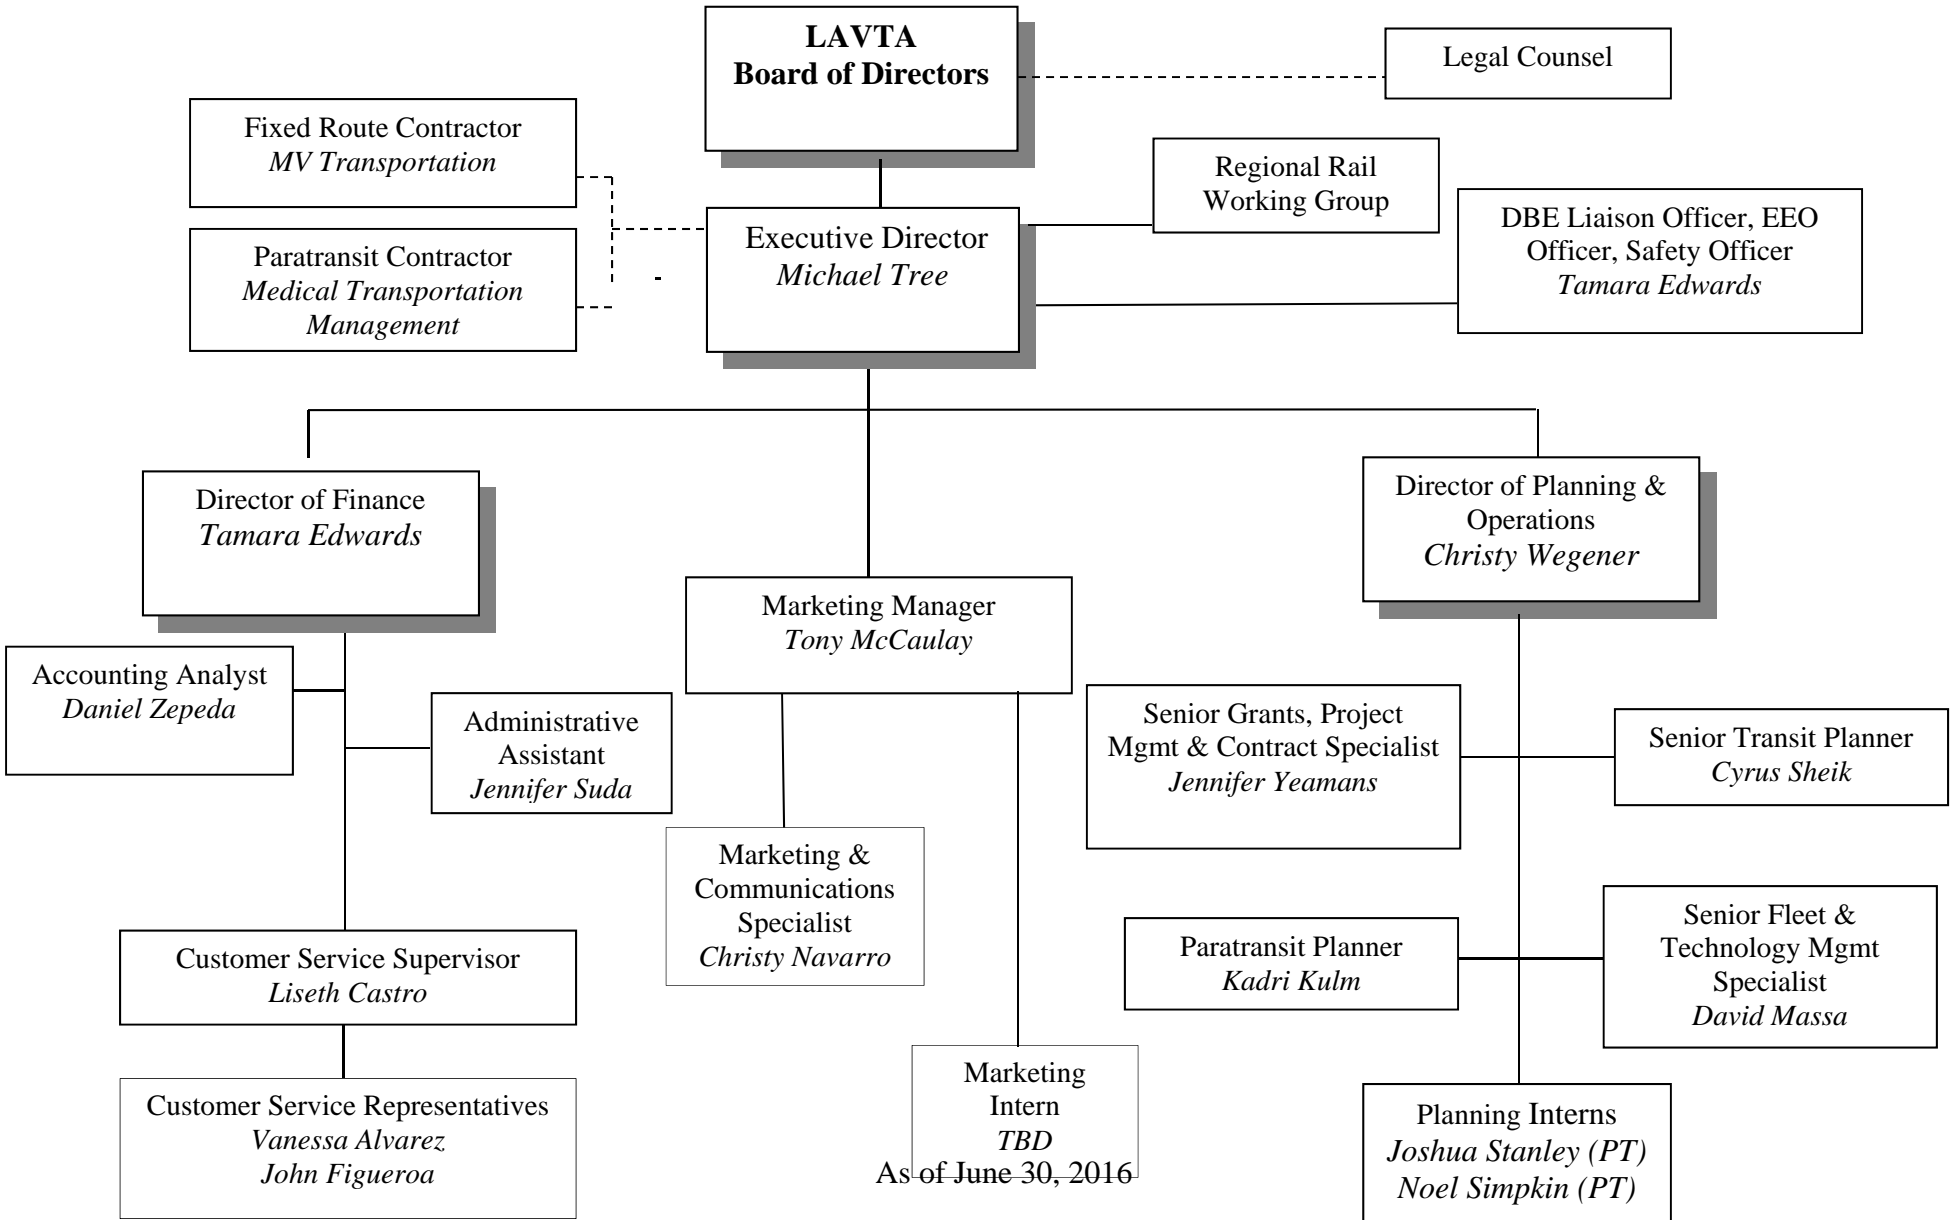 LAVTA
Board of Directors
Legal Counsel
Fixed Route Contractor
MV Transportation
Regional Rail
Working Group
DBE Liaison Officer, EEO
Officer, Safety Officer
Tamara Edwards
Executive Director
Michael Tree
Paratransit Contractor
Medical Transportation
Management
-
Director of Finance
Tamara Edwards
Director of Planning &
Operations
Christy Wegener
Marketing Manager
Tony McCaulay
Accounting Analyst
Daniel Zepeda
Administrative
Assistant
Jennifer Suda
Senior Grants, Project
Mgmt & Contract Specialist
Jennifer Yeamans
Senior Transit Planner
Cyrus Sheik
Marketing &
Communications
Specialist
Christy Navarro
Paratransit Planner
Kadri Kulm
Senior Fleet &
Technology Mgmt
Specialist
David Massa
Customer Service Supervisor
Liseth Castro
Customer Service Representatives
Vanessa Alvarez
John Figueroa
Marketing
Intern
TBD
Planning Interns
Joshua Stanley (PT)
Noel Simpkin (PT)
As of June 30, 2016